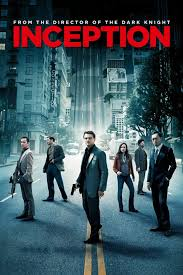 FROM THE DIRECTOR OF THE DARK KNIGHT
INCEPTION